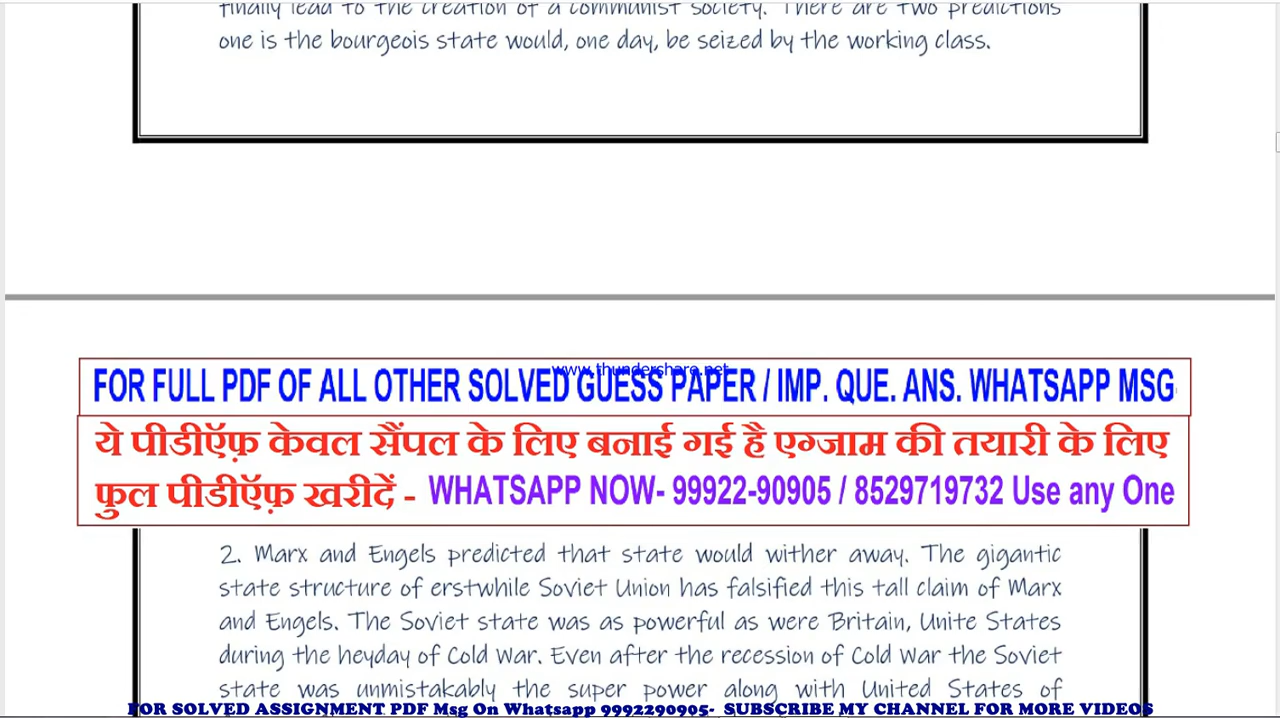 finally lead to the creation of a communist society. There are two predictions
one is the bourgeois state would, one day, be seized by the working class.
www.thundershare.net
FOR FULL PDF OF ALL OTHER SOLVED GUESS PAPER / IMP. QUE. ANS. WHATSAPP MSG
ये पीडीऍफ़ केवल सैंपल के लिए बनाई गई है एग्जाम की तयारी के लिए
फुल पीडीऍफ़ खरीदें - WHATSAPP NOW- 99922-90905 / 8529719732 Use any One
2. Marx and Engels predicted that state would wither away. The gigantic
state structure of erstwhile Soviet Union has falsified this tall claim of Marx
and Engels. The Soviet state was as powerful as were Britain, Unite States
during the heyday of Cold War. Even after the recession of Cold War the Soviet
state was unmistakably the super power along with United States of
FOR SOLVED ASSIGNMENT PDF Msg On Whatsapp 9992290905- SUBSCRIBE MY CHANNEL FOR MORE VIDEOS